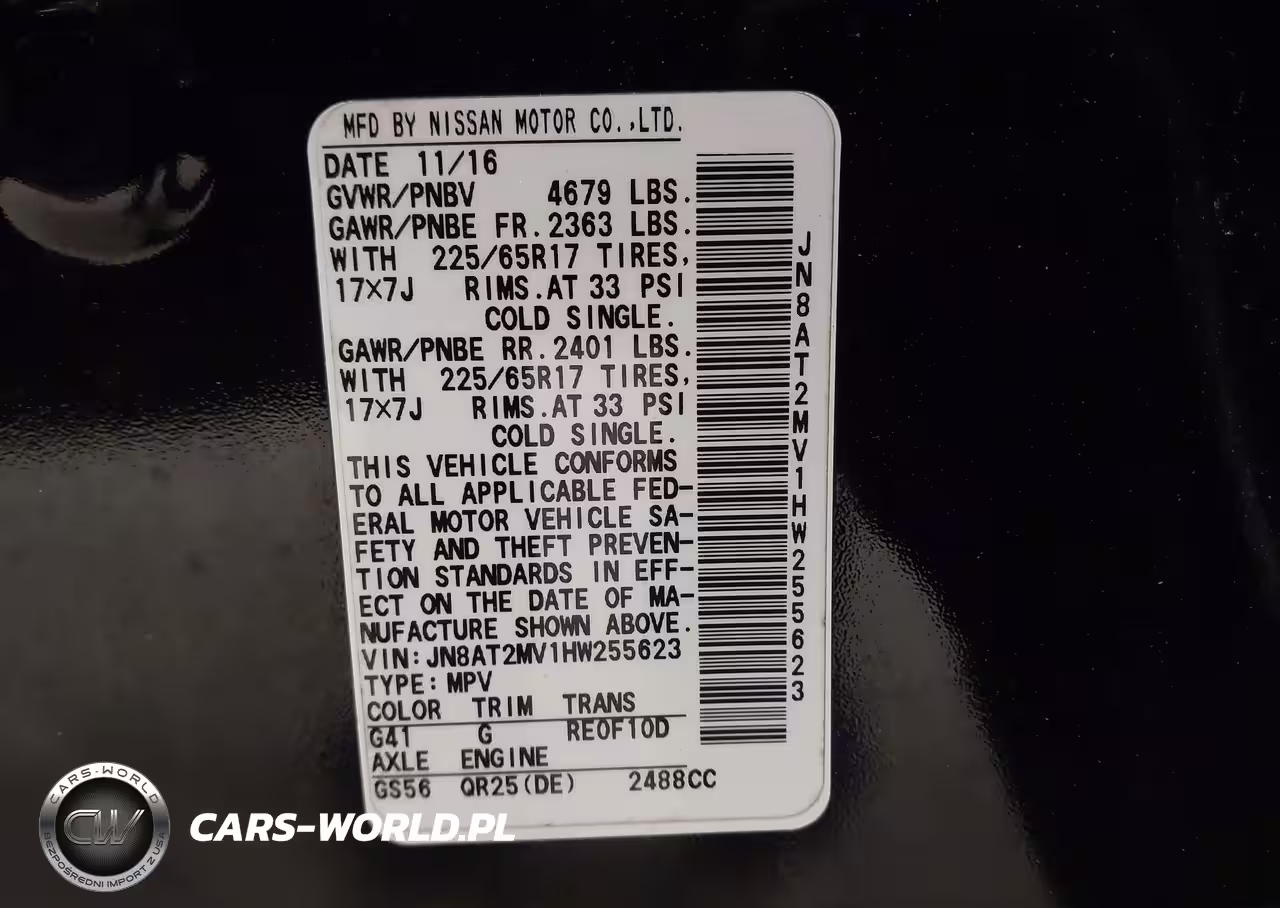 MFD BY NISSAN MOTOR CO.,LTD.
DATE 11/16
GVWR/PNBV 4679 LBS.
GAWR/PNBE FR.2363 LBS.
WITH 225/65R17 TIRES,
17×7J RIMS.AT 33 PSI
COLD SINGLE.
GAWR/PNBE RR.2401 LBS.
WITH 225/65R17 TIRES,
17×7J RIMS.AT 33 PSI
COLD SINGLE.
THIS VEHICLE CONFORMS
TO ALL APPLICABLE FED-
ERAL MOTOR VEHICLE SA-
FETY AND THEFT PREVEN-
TION STANDARDS IN EFF-
ECT ON THE DATE OF MA-
NUFACTURE SHOWN ABOVE.
VIN:JN8AT2MV1HW255623
TYPE:MPV
COLOR TRIM TRANS
G41 G RE0F10D
AXLE ENGINE
GS56 QR25(DE) 2488CC
JN8AT2MV1HW255623
CARS-WORLD
CW
BEZPOŚREDNI IMPORT Z USA
CARS-WORLD.PL